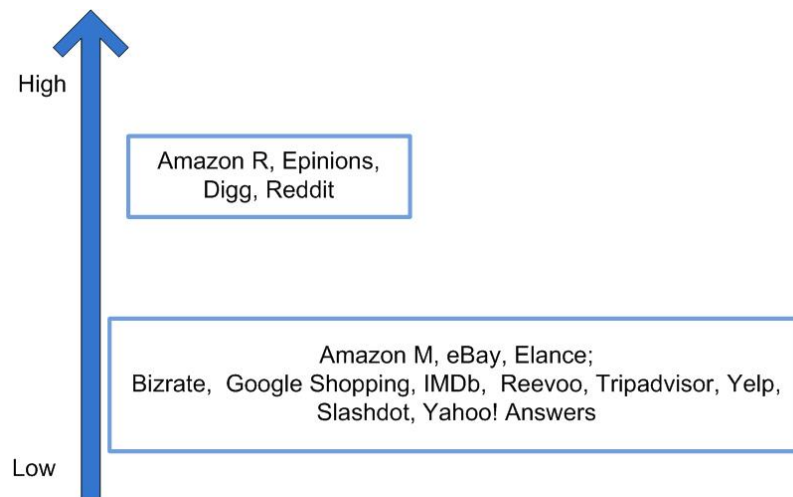 High
Amazon R, Epinions,
Digg, Reddit
Amazon M, eBay, Elance;
Bizrate, Google Shopping, IMDb, Reevoo, Tripadvisor, Yelp,
Slashdot, Yahoo! Answers
Low